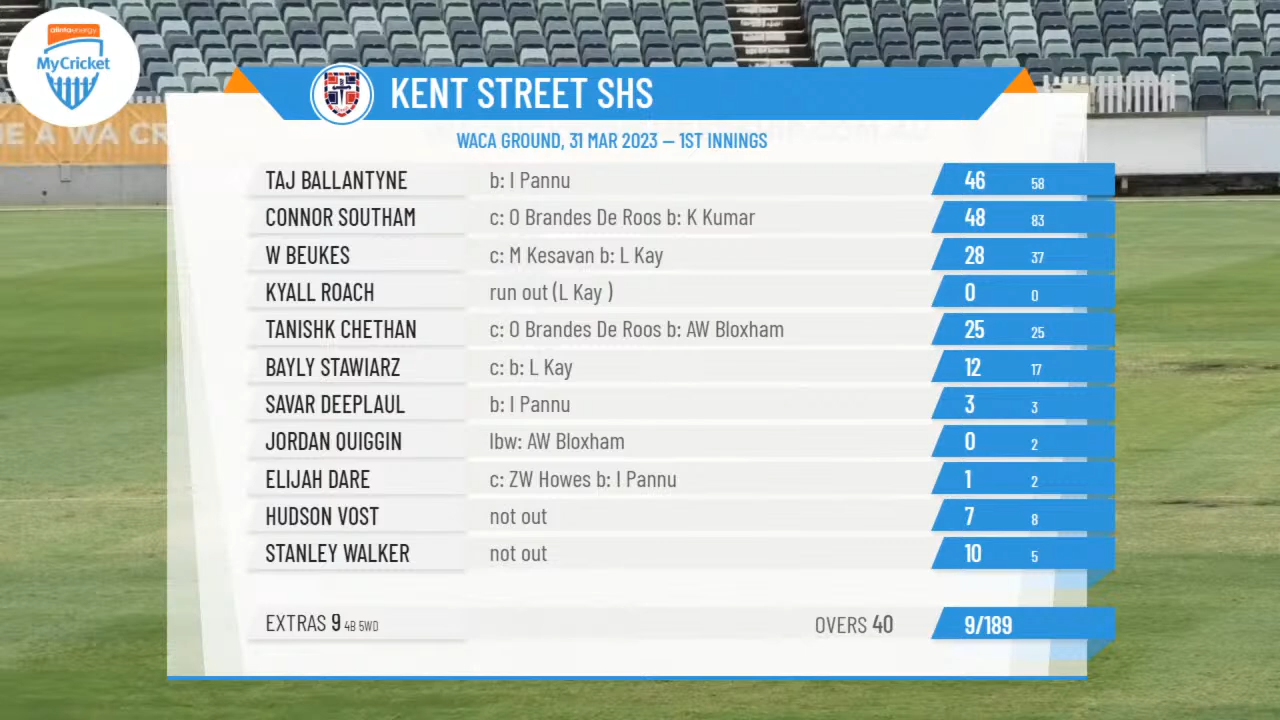 alintaenergy
MyCricket
KENT STREET SHS
WACA GROUND, 31 MAR 2023 – 1ST INNINGS
TAJ BALLANTYNE b: I Pannu 46 58
CONNOR SOUTHAM c: O Brandes De Roos b: K Kumar 48 83
W BEUKES c: M Kesavan b: L Kay 28 37
KYALL ROACH run out (L Kay ) 0 0
TANISHK CHETHAN c: O Brandes De Roos b: AW Bloxham 25 25
BAYLY STAWIARZ c: b: L Kay 12 17
SAVAR DEEPLAUL b: I Pannu 3 3
JORDAN QUIGGIN lbw: AW Bloxham 0 2
ELIJAH DARE c: ZW Howes b: I Pannu 1 2
HUDSON VOST not out 7 8
STANLEY WALKER not out 10 5
EXTRAS 9 4B 5WD OVERS 40 9/189